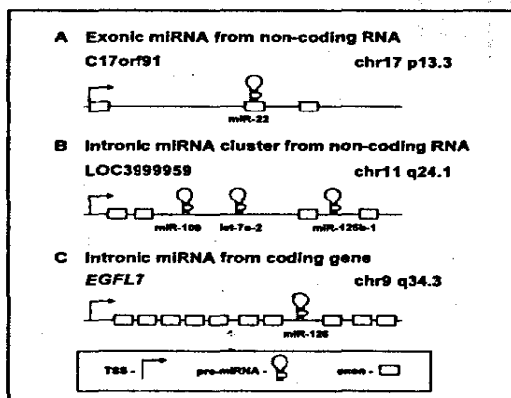 A Exonic miRNA from non-coding RNA
C17orf91 chr17 p13.3
miR-22
B Intronic miRNA cluster from non-coding RNA
LOC3999959 chr11 q24.1
miR-100 let-7a-2 miR-125b-1
C Intronic miRNA from coding gene
EGFL7 chr9 q34.3
miR-126
TSS - pre-miRNA - exon -